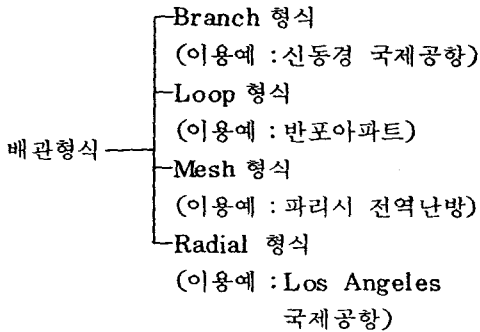 Branch 형식
(이용예 : 신동경 국제공항)
Loop 형식
(이용예 : 반포아파트)
배관형식
Mesh 형식
(이용예 : 파리시 전역난방)
Radial 형식
(이용예 : Los Angeles
국제공항)